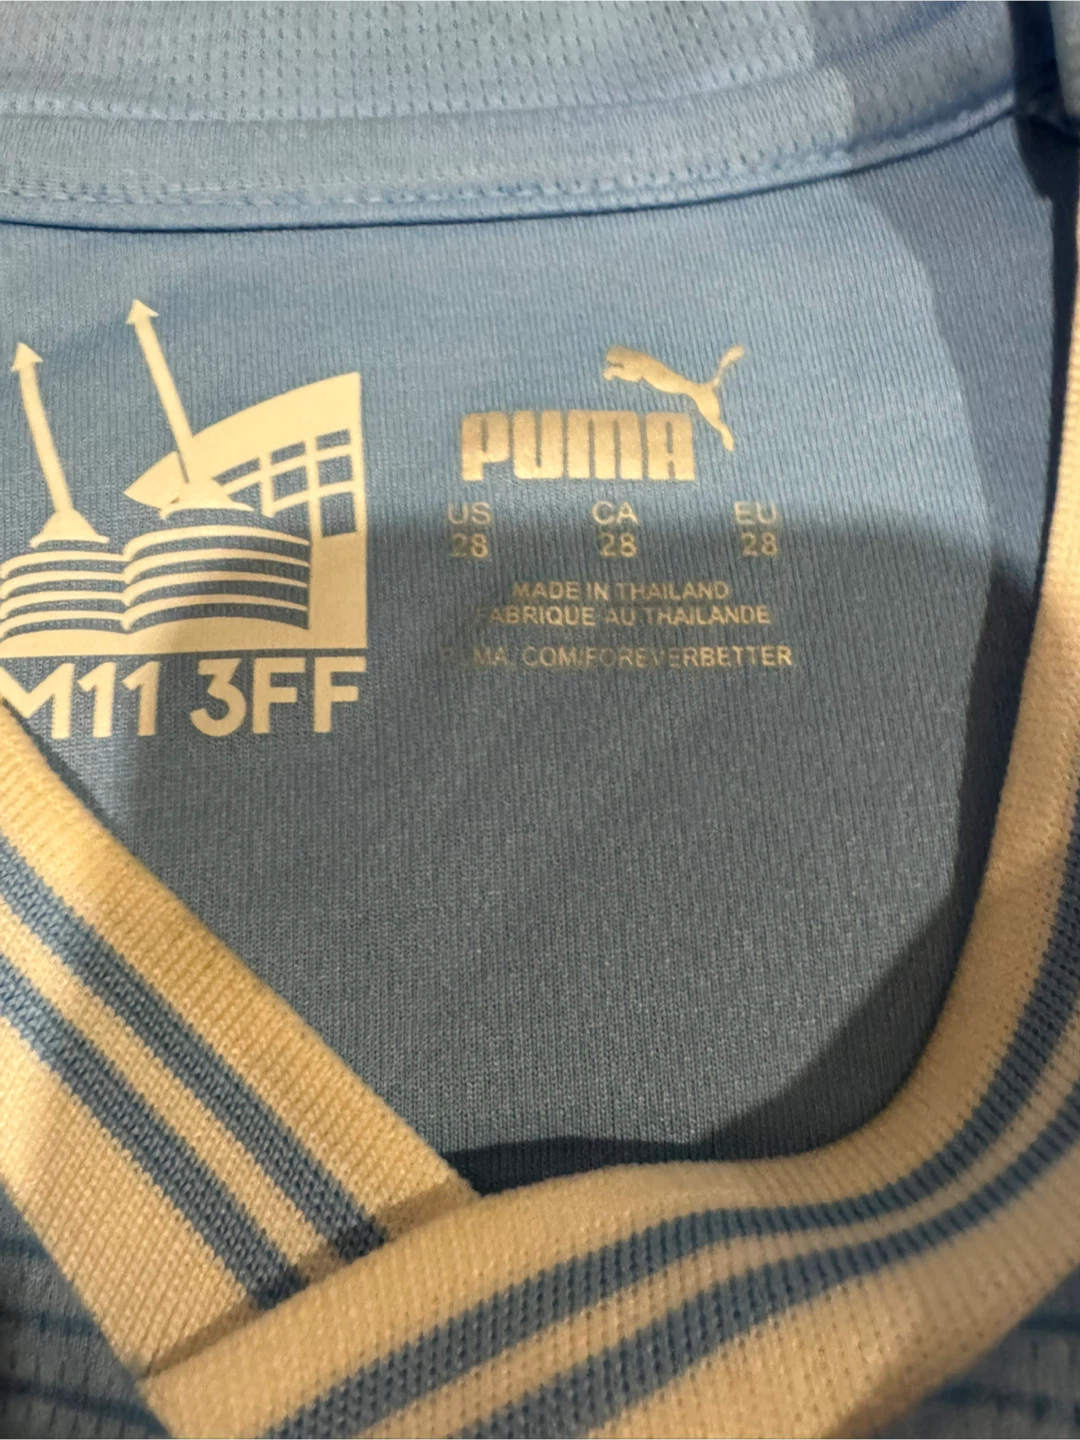 PUMA
US CA EU
28 28 28
MADE IN THAILAND
FABRIQUE AU THAILANDE
PUMA.COM/FOREVERBETTER
M11 3FF